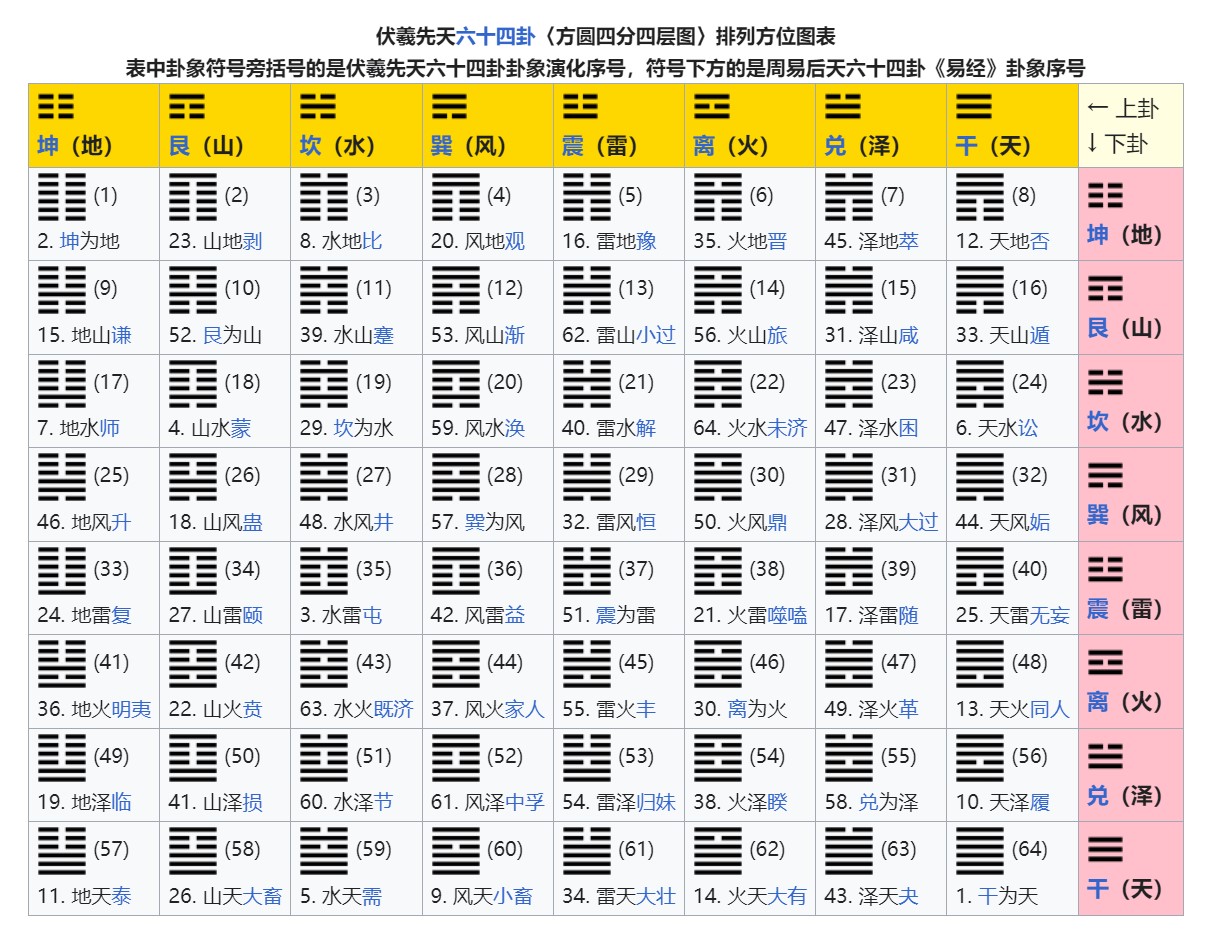 伏羲先天六十四卦〈方圆四分四层图〉排列方位图表
表中卦象符号旁括号的是伏羲先天六十四卦卦象演化序号，符号下方的是周易后天六十四卦《易经》卦象序号
坤（地） 艮（山） 坎（水） 巽（风） 震（雷） 离（火） 兑（泽） 干（天） ← 上卦
↓ 下卦
(1) (2) (3) (4) (5) (6) (7) (8)
2. 坤为地 23. 山地剥 8. 水地比 20. 风地观 16. 雷地豫 35. 火地晋 45. 泽地萃 12. 天地否 坤（地）
(9) (10) (11) (12) (13) (14) (15) (16)
15. 地山谦 52. 艮为山 39. 水山蹇 53. 风山渐 62. 雷山小过 56. 火山旅 31. 泽山咸 33. 天山遁 艮（山）
(17) (18) (19) (20) (21) (22) (23) (24)
7. 地水师 4. 山水蒙 29. 坎为水 59. 风水涣 40. 雷水解 64. 火水未济 47. 泽水困 6. 天水讼 坎（水）
(25) (26) (27) (28) (29) (30) (31) (32)
46. 地风升 18. 山风蛊 48. 水风井 57. 巽为风 32. 雷风恒 50. 火风鼎 28. 泽风大过 44. 天风姤 巽（风）
(33) (34) (35) (36) (37) (38) (39) (40)
24. 地雷复 27. 山雷颐 3. 水雷屯 42. 风雷益 51. 震为雷 21. 火雷噬嗑 17. 泽雷随 25. 天雷无妄 震（雷）
(41) (42) (43) (44) (45) (46) (47) (48)
36. 地火明夷 22. 山火贲 63. 水火既济 37. 风火家人 55. 雷火丰 30. 离为火 49. 泽火革 13. 天火同人 离（火）
(49) (50) (51) (52) (53) (54) (55) (56)
19. 地泽临 41. 山泽损 60. 水泽节 61. 风泽中孚 54. 雷泽归妹 38. 火泽睽 58. 兑为泽 10. 天泽履 兑（泽）
(57) (58) (59) (60) (61) (62) (63) (64)
11. 地天泰 26. 山天大畜 5. 水天需 9. 风天小畜 34. 雷天大壮 14. 火天大有 43. 泽天夬 1. 干为天 干（天）